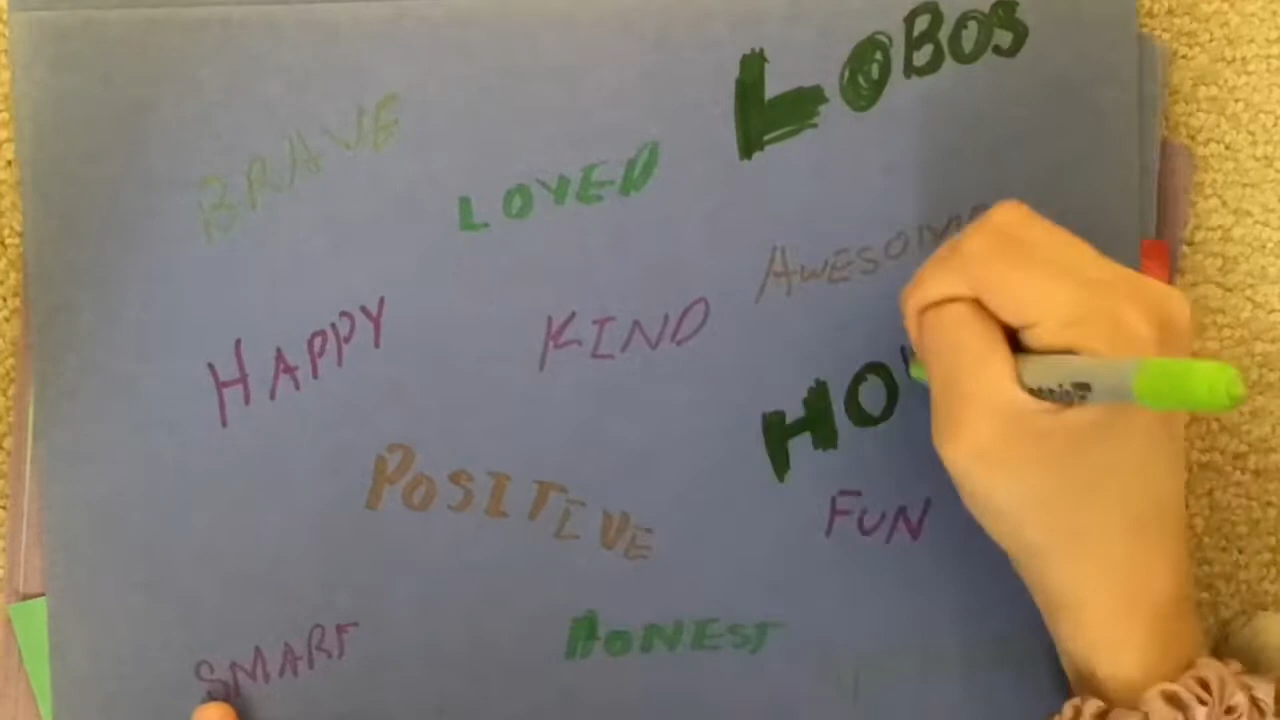 LOBOS
BRAVE
LOVED
AWESOME
HAPPY
KIND
HO
POSITIVE
FUN
SMART
HONEST